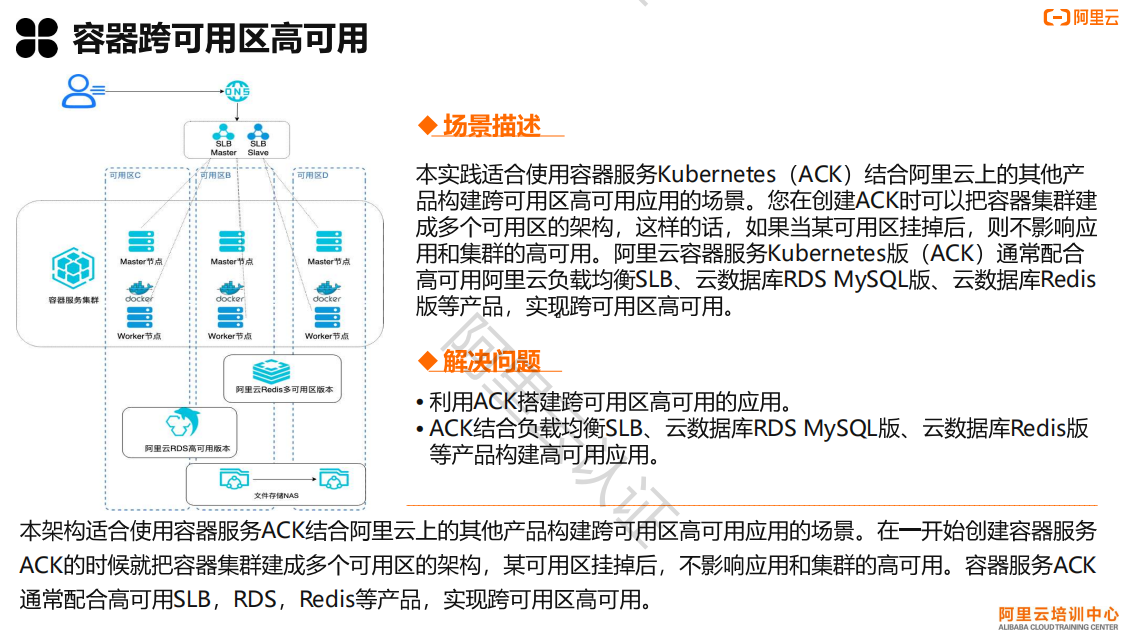 容器跨可用区高可用
阿里云
DNS
SLB Master
SLB Slave
可用区C
可用区B
可用区D
Master节点
Master节点
Master节点
容器服务集群
docker
docker
docker
Worker节点
Worker节点
Worker节点
阿里云Redis多可用区版本
阿里云RDS高可用版本
文件存储NAS
场景描述
本实践适合使用容器服务Kubernetes（ACK）结合阿里云上的其他产
品构建跨可用区高可用应用的场景。您在创建ACK时可以把容器集群建
成多个可用区的架构，这样的话，如果当某可用区挂掉后，则不影响应
用和集群的高可用。阿里云容器服务Kubernetes版（ACK）通常配合
高可用阿里云负载均衡SLB、云数据库RDS MySQL版、云数据库Redis
版等产品，实现跨可用区高可用。
解决问题
• 利用ACK搭建跨可用区高可用的应用。
• ACK结合负载均衡SLB、云数据库RDS MySQL版、云数据库Redis版
等产品构建高可用应用。
阿里云认证
本架构适合使用容器服务ACK结合阿里云上的其他产品构建跨可用区高可用应用的场景。在一开始创建容器服务
ACK的时候就把容器集群建成多个可用区的架构，某可用区挂掉后，不影响应用和集群的高可用。容器服务ACK
通常配合高可用SLB，RDS，Redis等产品，实现跨可用区高可用。
阿里云培训中心
ALIBABA CLOUD TRAINING CENTER